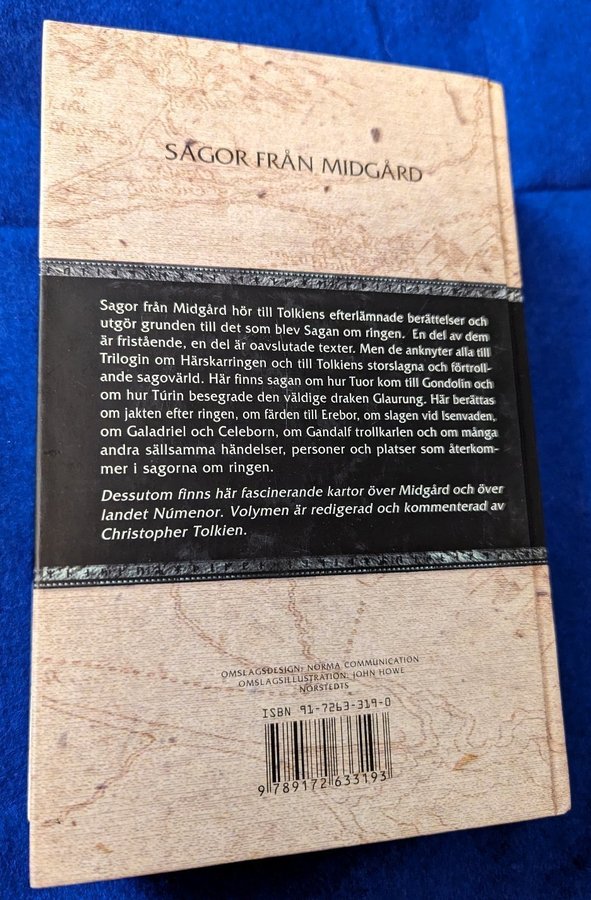 SAGOR FRÅN MIDGÅRD
Sagor från Midgård hör till Tolkiens efterlämnade berättelser och
utgör grunden till det som blev Sagan om ringen. En del av dem
är fristående, en del är oavslutade texter. Men de anknyter alla till
Trilogin om Härskarringen och till Tolkiens storslagna och förtroll-
ande sagovärld. Här finns sagan om hur Tuor kom till Gondolin och
om hur Túrin besegrade den väldige draken Glaurung. Här berättas
om jakten efter ringen, om färden till Erebor, om slagen vid Isenvaden,
om Galadriel och Celeborn, om Gandalf trollkarlen och om många
andra sällsamma händelser, personer och platser som återkom-
mer i sagorna om ringen.
Dessutom finns här fascinerande kartor över Midgård och över
landet Númenor. Volymen är redigerad och kommenterad av
Christopher Tolkien.
OMSLAGSDESIGN: NORMA COMMUNICATION
OMSLAGSILLUSTRATION: JOHN HOWE
NORSTEDTS
ISBN 91-7263-319-0
9 789172 633193